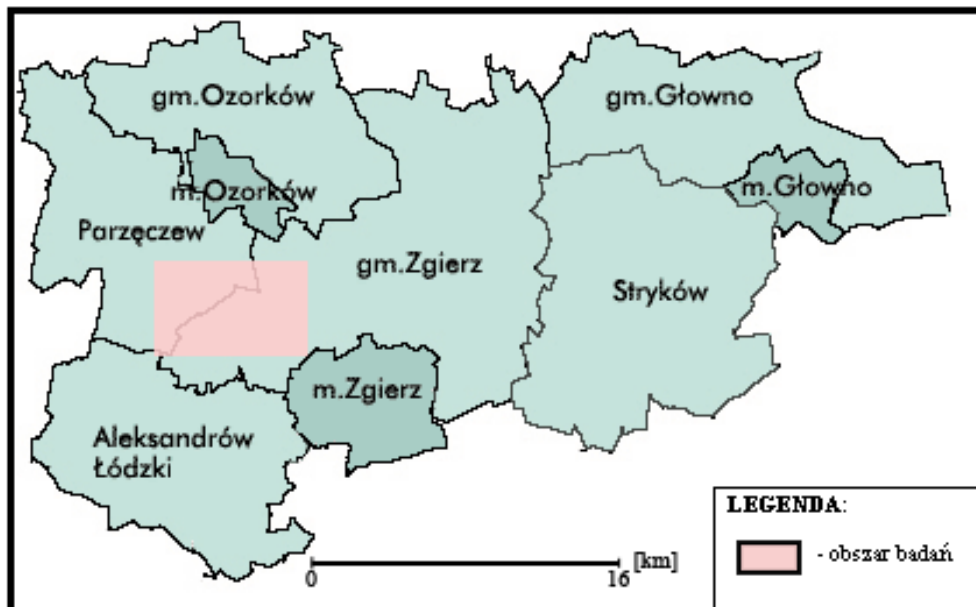 gm.Ozorków
gm.Głowno
m.Ozorków
m.Głowno
Parzęczew
gm.Zgierz
Stryków
m.Zgierz
Aleksandrów
Łódzki
LEGENDA:
- obszar badań
[km]
0
16